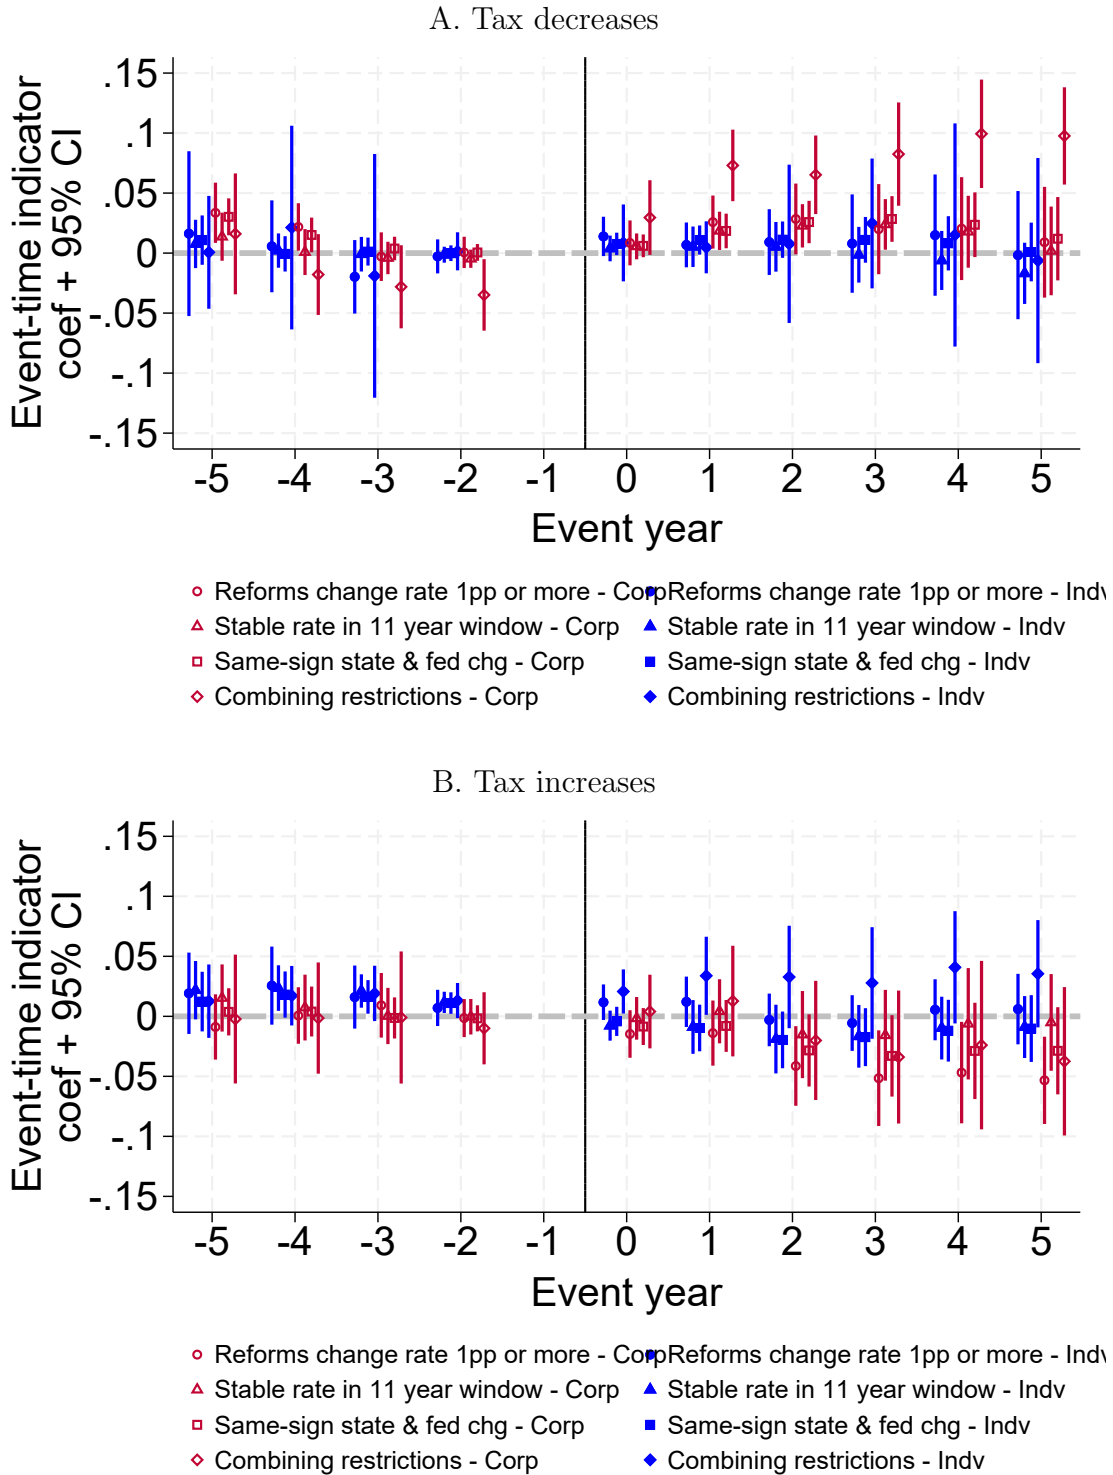 A. Tax decreases
.15
.1
.05
0
-.05
-.1
-.15
Event-time indicator
coef + 95% CI
-5 -4 -3 -2 -1 0 1 2 3 4 5
Event year
Reforms change rate 1pp or more - Corp Reforms change rate 1pp or more - Indv
Stable rate in 11 year window - Corp Stable rate in 11 year window - Indv
Same-sign state & fed chg - Corp Same-sign state & fed chg - Indv
Combining restrictions - Corp Combining restrictions - Indv
B. Tax increases
.15
.1
.05
0
-.05
-.1
-.15
Event-time indicator
coef + 95% CI
-5 -4 -3 -2 -1 0 1 2 3 4 5
Event year
Reforms change rate 1pp or more - Corp Reforms change rate 1pp or more - Indv
Stable rate in 11 year window - Corp Stable rate in 11 year window - Indv
Same-sign state & fed chg - Corp Same-sign state & fed chg - Indv
Combining restrictions - Corp Combining restrictions - Indv